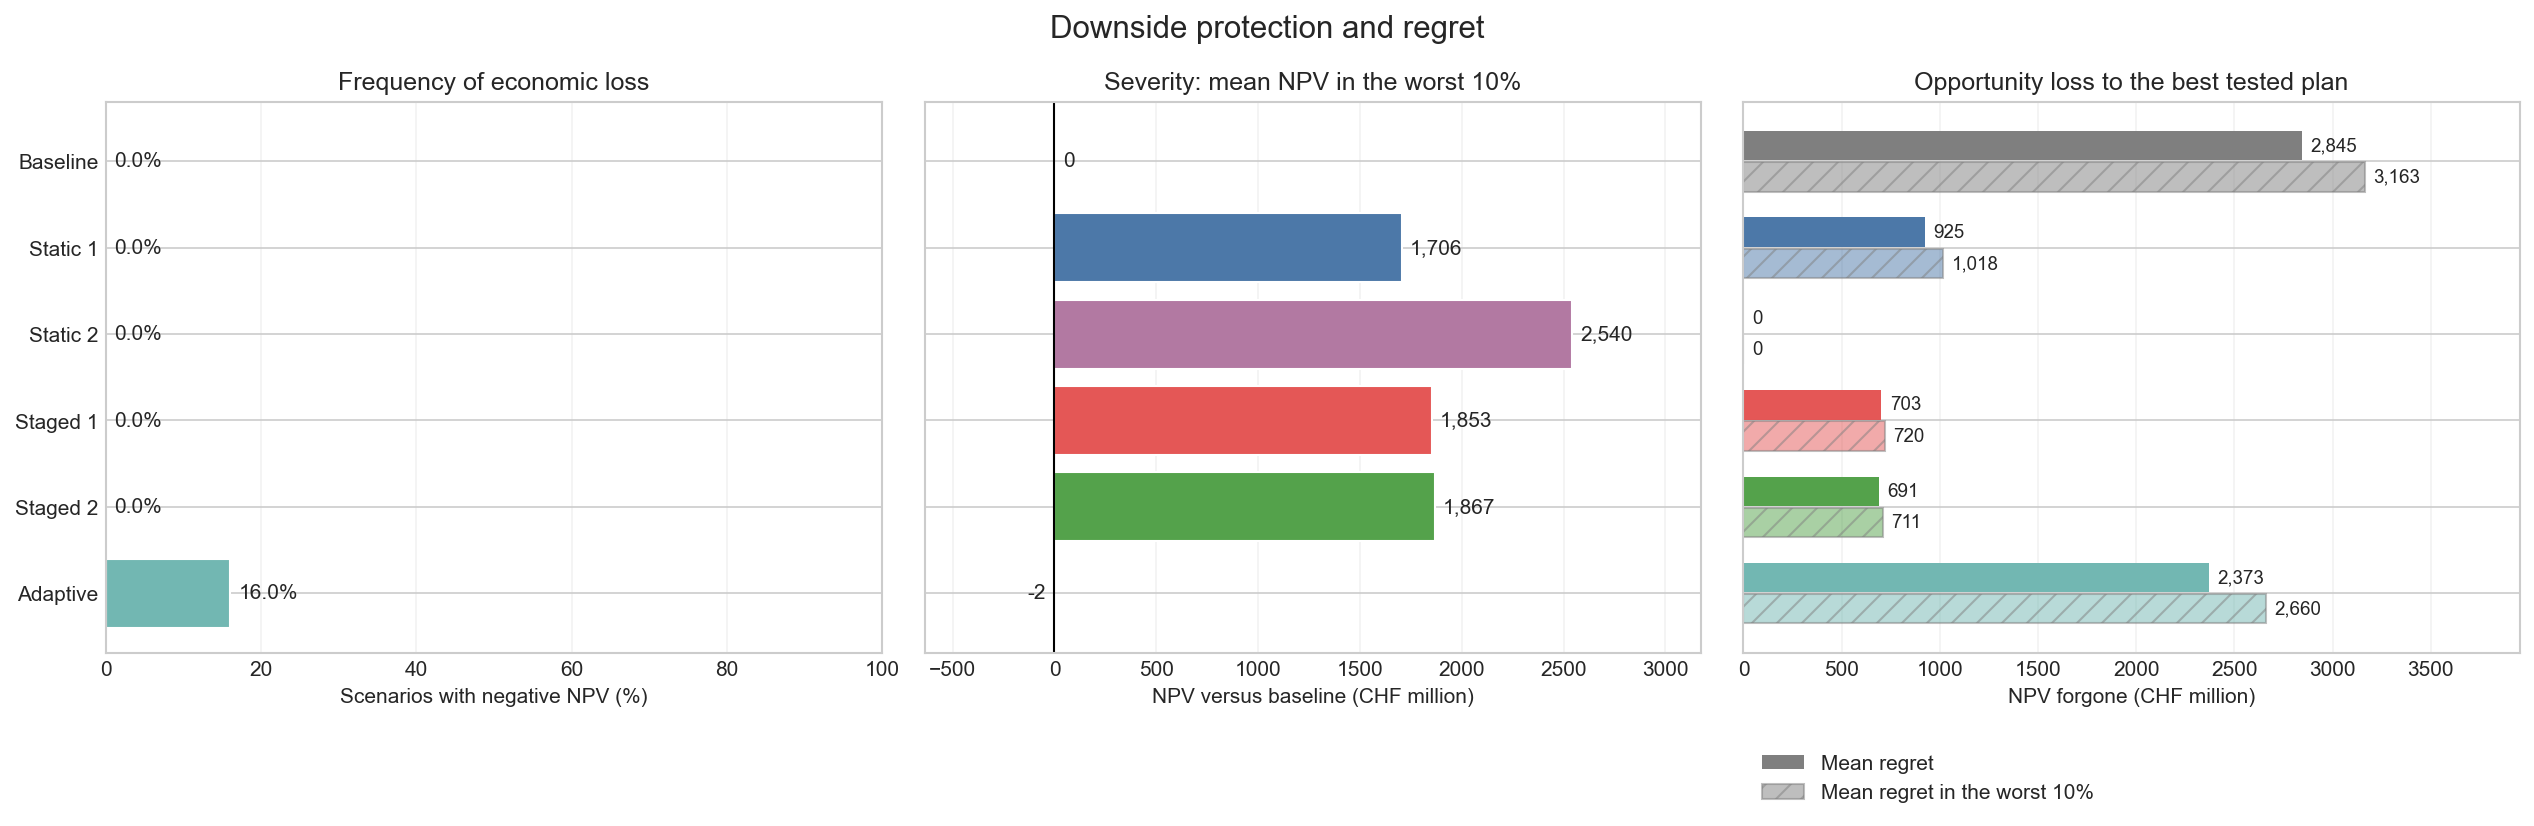 Downside protection and regret
Frequency of economic loss
Baseline
0.0%
Static 1
0.0%
Static 2
0.0%
Staged 1
0.0%
Staged 2
0.0%
Adaptive
16.0%
0 20 40 60 80 100
Scenarios with negative NPV (%)
Severity: mean NPV in the worst 10%
0
1,706
2,540
1,853
1,867
-2
−500 0 500 1000 1500 2000 2500 3000
NPV versus baseline (CHF million)
Opportunity loss to the best tested plan
2,845
3,163
925
1,018
0
0
703
720
691
711
2,373
2,660
0 500 1000 1500 2000 2500 3000 3500
NPV forgone (CHF million)
Mean regret
Mean regret in the worst 10%